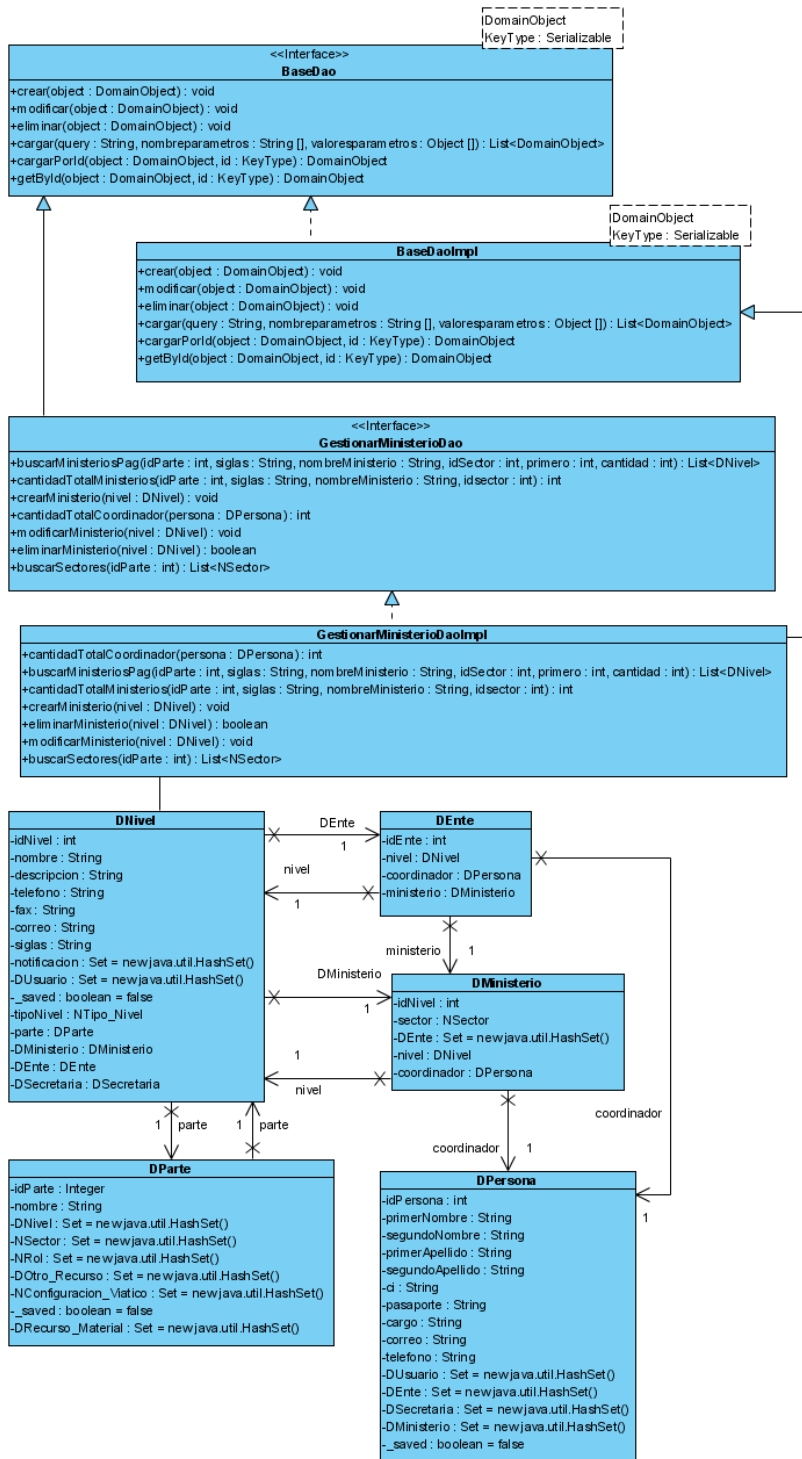 DomainObject
KeyType : Serializable
<<Interface>>
BaseDao
+crear(object : DomainObject) : void
+modificar(object : DomainObject) : void
+eliminar(object : DomainObject) : void
+cargar(query : String, nombreparametros : String [], valoresparametros : Object []) : List<DomainObject>
+cargarPorId(object : DomainObject, id : KeyType) : DomainObject
+getById(object : DomainObject, id : KeyType) : DomainObject
DomainObject
KeyType : Serializable
BaseDaoImpl
+crear(object : DomainObject) : void
+modificar(object : DomainObject) : void
+eliminar(object : DomainObject) : void
+cargar(query : String, nombreparametros : String [], valoresparametros : Object []) : List<DomainObject>
+cargarPorId(object : DomainObject, id : KeyType) : DomainObject
+getById(object : DomainObject, id : KeyType) : DomainObject
<<Interface>>
GestionarMinisterioDao
+buscarMinisteriosPag(idParte : int, siglas : String, nombreMinisterio : String, idSector : int, primero : int, cantidad : int) : List<DNivel>
+cantidadTotalMinisterios(idParte : int, siglas : String, nombreMinisterio : String, idsector : int) : int
+crearMinisterio(nivel : DNivel) : void
+cantidadTotalCoordinador(persona : DPersona) : int
+modificarMinisterio(nivel : DNivel) : void
+eliminarMinisterio(nivel : DNivel) : boolean
+buscarSectores(idParte : int) : List<NSector>
GestionarMinisterioDaoImpl
+cantidadTotalCoordinador(persona : DPersona) : int
+buscarMinisteriosPag(idParte : int, siglas : String, nombreMinisterio : String, idSector : int, primero : int, cantidad : int) : List<DNivel>
+cantidadTotalMinisterios(idParte : int, siglas : String, nombreMinisterio : String, idsector : int) : int
+crearMinisterio(nivel : DNivel) : void
+eliminarMinisterio(nivel : DNivel) : boolean
+modificarMinisterio(nivel : DNivel) : void
+buscarSectores(idParte : int) : List<NSector>
DNivel
-idNivel : int
-nombre : String
-descripcion : String
-telefono : String
-fax : String
-correo : String
-siglas : String
-notificacion : Set = new java.util.HashSet()
-DUsuario : Set = new java.util.HashSet()
-_saved : boolean = false
-tipoNivel : NTipo_Nivel
-parte : DParte
-DMinisterio : DMinisterio
-DEnte : DEnte
-DSecretaria : DSecretaria
DEnte
1
nivel
1
DEnte
-idEnte : int
-nivel : DNivel
-coordinador : DPersona
-ministerio : DMinisterio
ministerio
1
DMinisterio
1
1
nivel
DMinisterio
-idNivel : int
-sector : NSector
-DEnte : Set = new java.util.HashSet()
-nivel : DNivel
-coordinador : DPersona
coordinador
1
coordinador
1
1
parte
1
parte
DParte
-idParte : Integer
-nombre : String
-DNivel : Set = new java.util.HashSet()
-NSector : Set = new java.util.HashSet()
-NRol : Set = new java.util.HashSet()
-DOtro_Recurso : Set = new java.util.HashSet()
-NConfiguracion_Viatico : Set = new java.util.HashSet()
-_saved : boolean = false
-DRecurso_Material : Set = new java.util.HashSet()
DPersona
-idPersona : int
-primerNombre : String
-segundoNombre : String
-primerApellido : String
-segundoApellido : String
-ci : String
-pasaporte : String
-cargo : String
-correo : String
-telefono : String
-DUsuario : Set = new java.util.HashSet()
-DEnte : Set = new java.util.HashSet()
-DSecretaria : Set = new java.util.HashSet()
-DMinisterio : Set = new java.util.HashSet()
-_saved : boolean = false